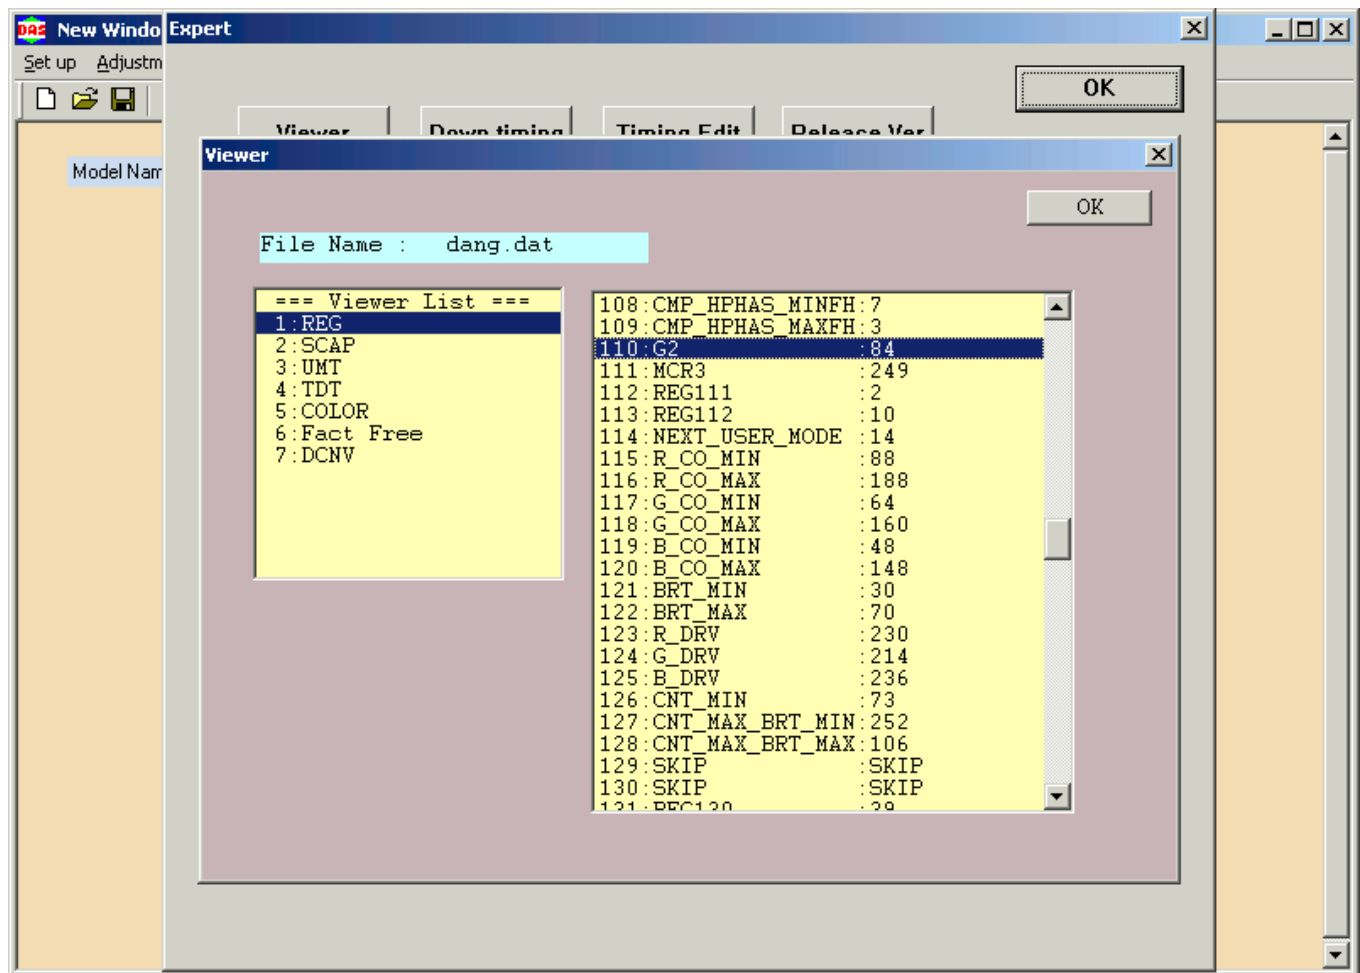 DAS New Windo
Expert
Set up Adjustm
OK
Viewer Down timing Timing Edit Release Ver
Viewer
Model Nam
OK
File Name : dang.dat
=== Viewer List ===
1:REG
2:SCAP
3:UMT
4:TDT
5:COLOR
6:Fact Free
7:DCNV
108:CMP_HPHAS_MINFH:7
109:CMP_HPHAS_MAXFH:3
110:G2 :84
111:MCR3 :249
112:REG111 :2
113:REG112 :10
114:NEXT_USER_MODE :14
115:R_CO_MIN :88
116:R_CO_MAX :188
117:G_CO_MIN :64
118:G_CO_MAX :160
119:B_CO_MIN :48
120:B_CO_MAX :148
121:BRT_MIN :30
122:BRT_MAX :70
123:R_DRV :230
124:G_DRV :214
125:B_DRV :236
126:CNT_MIN :73
127:CNT_MAX_BRT_MIN:252
128:CNT_MAX_BRT_MAX:106
129:SKIP :SKIP
130:SKIP :SKIP
131:REG130 :39